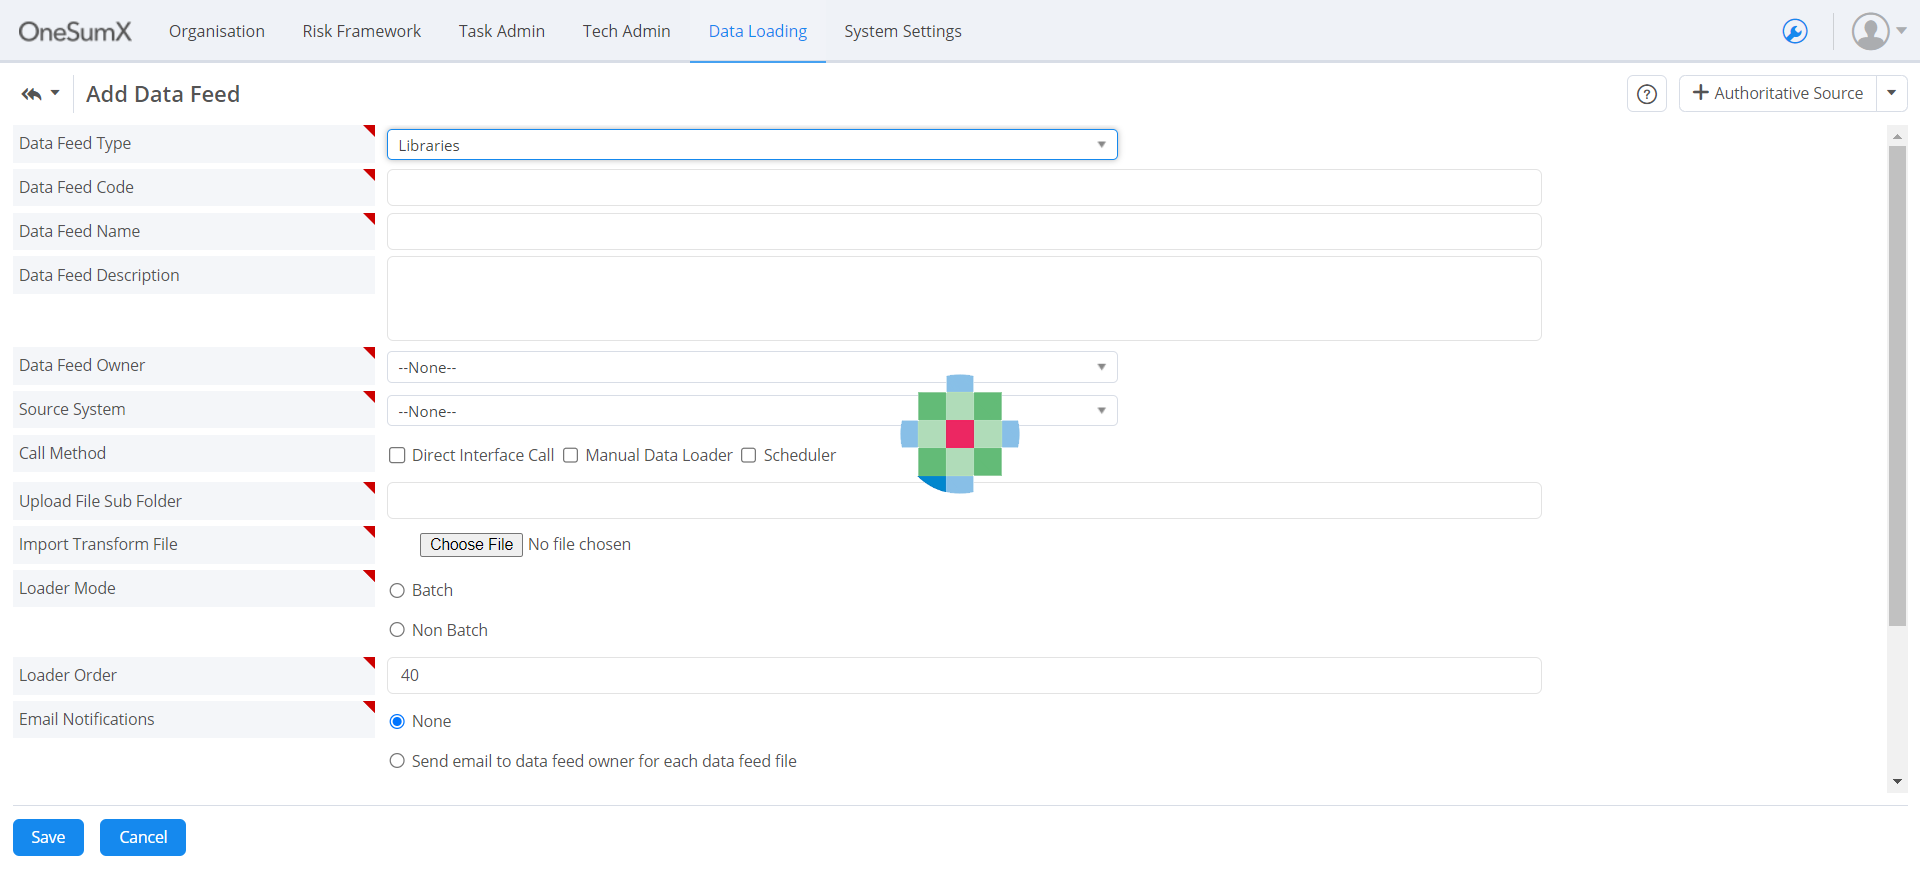 OneSumX Organisation Risk Framework Task Admin Tech Admin Data Loading System Settings
Add Data Feed ? + Authoritative Source
Data Feed Type Libraries
Data Feed Code
Data Feed Name
Data Feed Description
Data Feed Owner --None--
Source System --None--
Call Method Direct Interface Call Manual Data Loader Scheduler
Upload File Sub Folder
Import Transform File Choose File No file chosen
Loader Mode Batch
Non Batch
Loader Order 40
Email Notifications None
Send email to data feed owner for each data feed file
Save Cancel